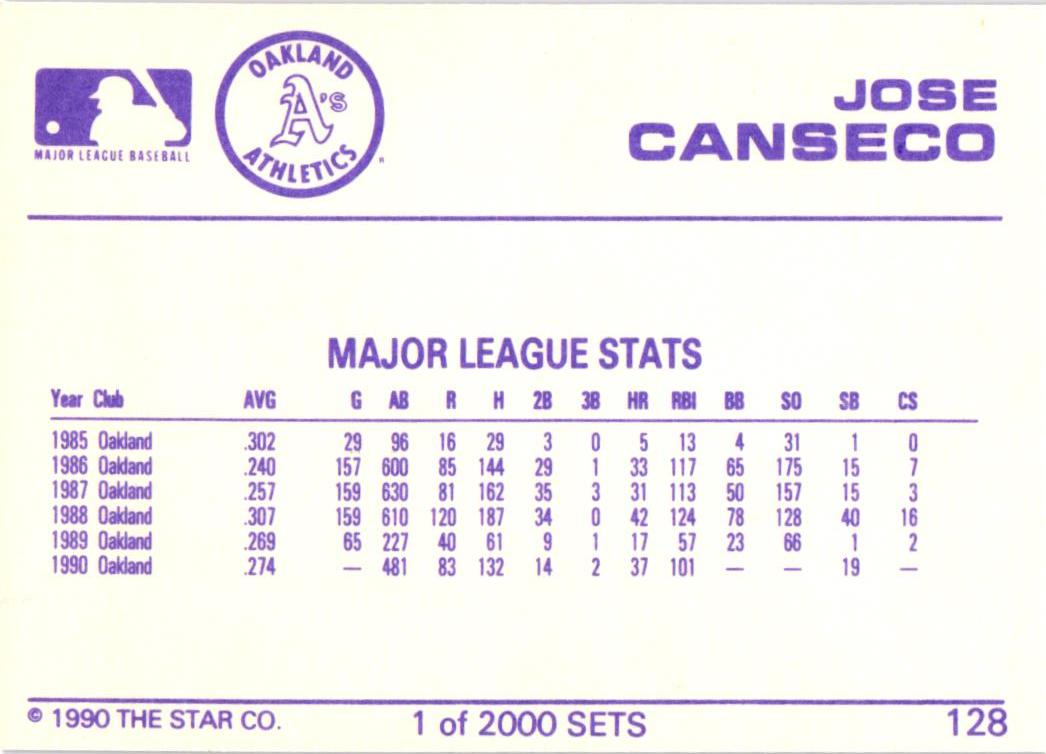 MAJOR LEAGUE BASEBALL
OAKLAND
A's
ATHLETICS
JOSE
CANSECO
MAJOR LEAGUE STATS
Year Club AVG G AB R H 2B 3B HR RBI BB SO SB CS
1985 Oakland .302 29 96 16 29 3 0 5 13 4 31 1 0
1986 Oakland .240 157 600 85 144 29 1 33 117 65 175 15 7
1987 Oakland .257 159 630 81 162 35 3 31 113 50 157 15 3
1988 Oakland .307 159 610 120 187 34 0 42 124 78 128 40 16
1989 Oakland .269 65 227 40 61 9 1 17 57 23 66 1 2
1990 Oakland .274 — 481 83 132 14 2 37 101 — — 19 —
© 1990 THE STAR CO. 1 of 2000 SETS 128